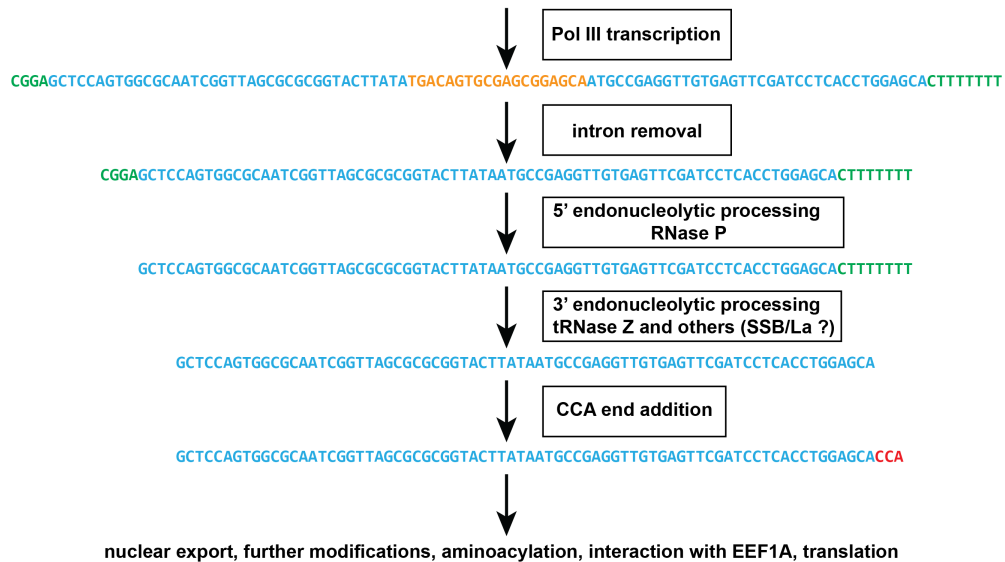 Pol III transcription
CGGAGCTCCAGTGGCGCAATCGGTTAGCGCGCGGTACTTATATGACAGTGCGAGCGGAGCAATGCCGAGGTTGTGAGTTCGATCCTCACCTGGAGCACTTTTTTT
intron removal
CGGAGCTCCAGTGGCGCAATCGGTTAGCGCGCGGTACTTATAATGCCGAGGTTGTGAGTTCGATCCTCACCTGGAGCACTTTTTTT
5’ endonucleolytic processing
RNase P
GCTCCAGTGGCGCAATCGGTTAGCGCGCGGTACTTATAATGCCGAGGTTGTGAGTTCGATCCTCACCTGGAGCACTTTTTTT
3’ endonucleolytic processing
tRNase Z and others (SSB/La ?)
GCTCCAGTGGCGCAATCGGTTAGCGCGCGGTACTTATAATGCCGAGGTTGTGAGTTCGATCCTCACCTGGAGCA
CCA end addition
GCTCCAGTGGCGCAATCGGTTAGCGCGCGGTACTTATAATGCCGAGGTTGTGAGTTCGATCCTCACCTGGAGCACCA
nuclear export, further modifications, aminoacylation, interaction with EEF1A, translation